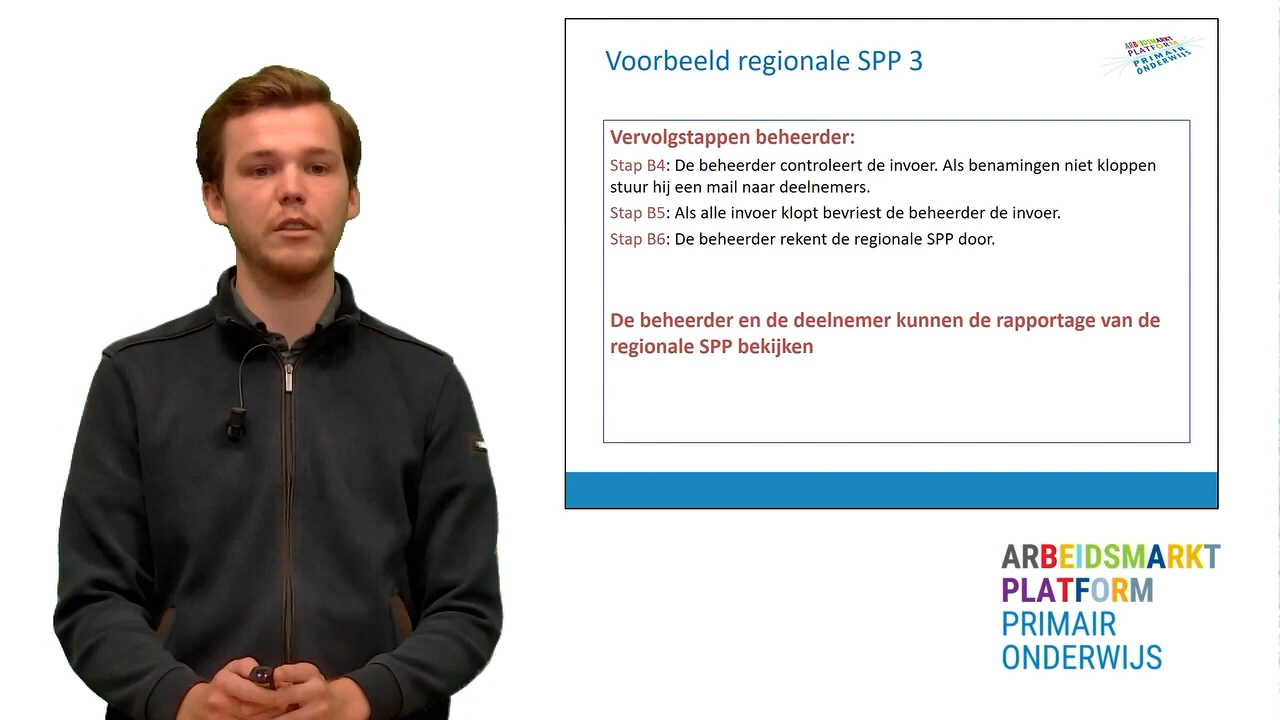 Voorbeeld regionale SPP 3
ARBEIDSMARKT
PLATFORM
PRIMAIR
ONDERWIJS
Vervolgstappen beheerder:
Stap B4: De beheerder controleert de invoer. Als benamingen niet kloppen
stuur hij een mail naar deelnemers.
Stap B5: Als alle invoer klopt bevriest de beheerder de invoer.
Stap B6: De beheerder rekent de regionale SPP door.
De beheerder en de deelnemer kunnen de rapportage van de
regionale SPP bekijken
ARBEIDSMARKT
PLATFORM
PRIMAIR
ONDERWIJS